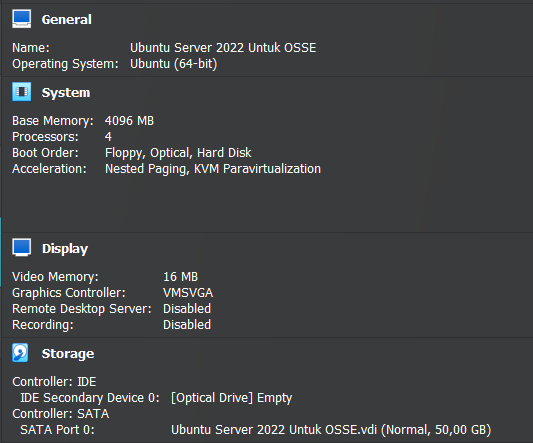 General
Name: Ubuntu Server 2022 Untuk OSSE
Operating System: Ubuntu (64-bit)
System
Base Memory: 4096 MB
Processors: 4
Boot Order: Floppy, Optical, Hard Disk
Acceleration: Nested Paging, KVM Paravirtualization
Display
Video Memory: 16 MB
Graphics Controller: VMSVGA
Remote Desktop Server: Disabled
Recording: Disabled
Storage
Controller: IDE
IDE Secondary Device 0: [Optical Drive] Empty
Controller: SATA
SATA Port 0: Ubuntu Server 2022 Untuk OSSE.vdi (Normal, 50,00 GB)